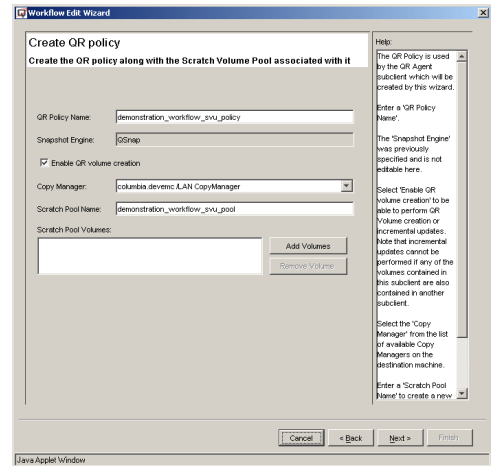 Workflow Edit Wizard
Create QR policy
Create the QR policy along with the Scratch Volume Pool associated with it
QR Policy Name: demonstration_workflow_svu_policy
Snapshot Engine: QSnap
Enable QR volume creation
Copy Manager: columbia.devemc /LAN CopyManager
Scratch Pool Name: demonstration_workflow_svu_pool
Scratch Pool Volumes:
Add Volumes
Remove Volume
Help:
The QR Policy is used
by the QR Agent
subclient which will be
created by this wizard.
Enter a 'QR Policy
Name'.
The 'Snapshot Engine'
was previously
specified and is not
editable here.
Select 'Enable QR
volume creation' to be
able to perform QR
Volume creation or
incremental updates.
Note that incremental
updates cannot be
performed if any of the
volumes contained in
this subclient are also
contained in another
subclient.
Select the 'Copy
Manager' from the list
of available Copy
Managers on the
destination machine.
Enter a 'Scratch Pool
Name' to create a new
Cancel < Back Next > Finish
Java Applet Window